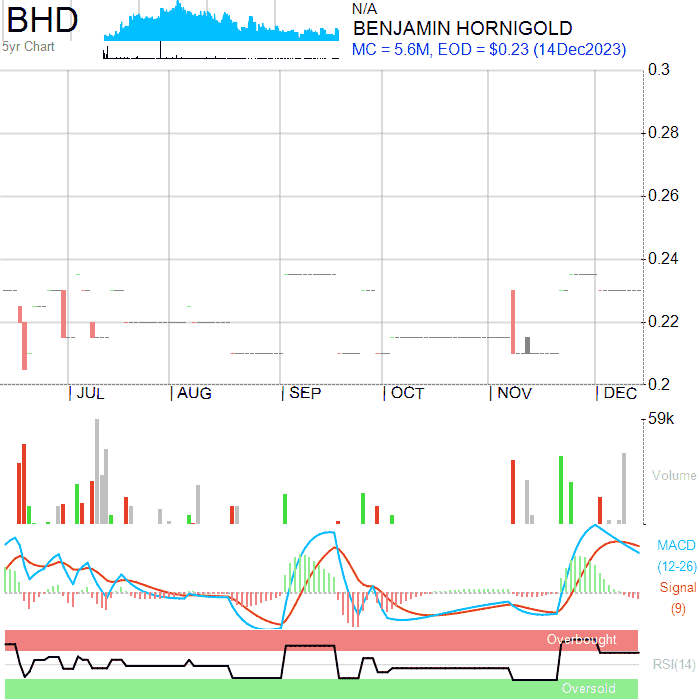 BHD
N/A
BENJAMIN HORNIGOLD
5yr Chart
MC = 5.6M, EOD = $0.23 (14Dec2023)
0.3
0.28
0.26
0.24
0.22
0.2
JUL AUG SEP OCT NOV DEC
59k
Volume
MACD
(12-26)
Signal
(9)
Overbought
RSI(14)
Oversold